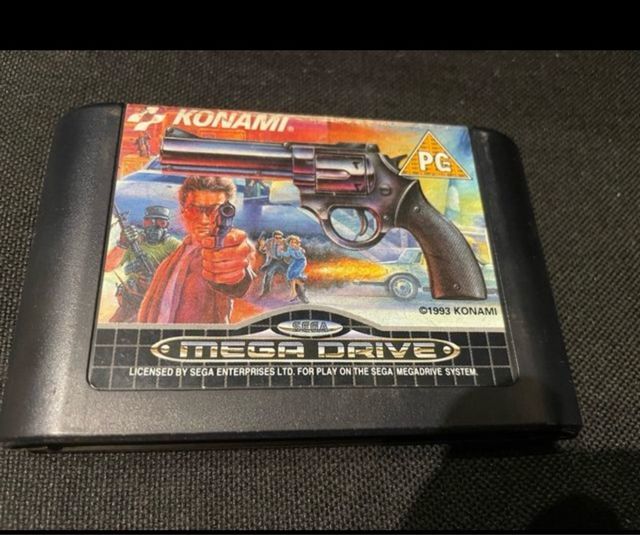 KONAMI®
PG
©1993 KONAMI
SEGA
MEGA DRIVE
LICENSED BY SEGA ENTERPRISES LTD. FOR PLAY ON THE SEGA MEGADRIVE SYSTEM.